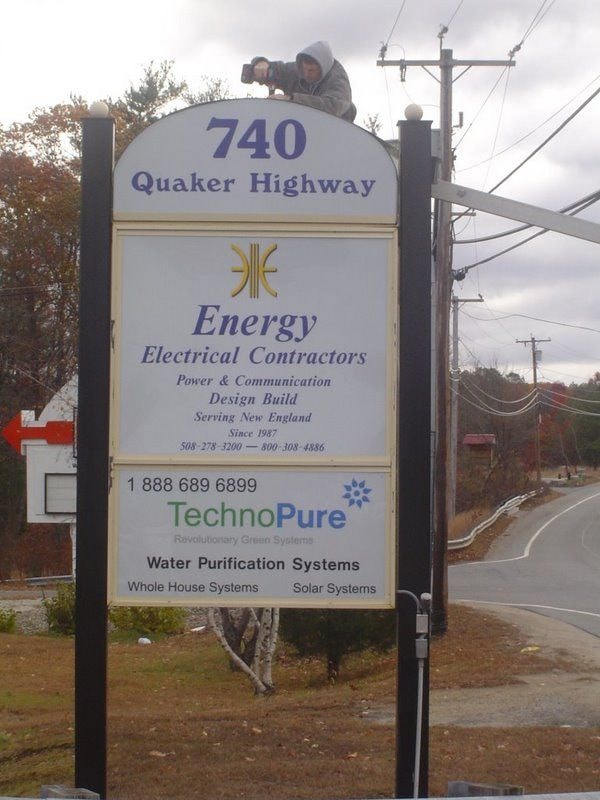 740
Quaker Highway
Energy
Electrical Contractors
Power & Communication
Design Build
Serving New England
Since 1987
508-278-3200 — 800-308-4886
1 888 689 6899
TechnoPure
Revolutionary Green Systems
Water Purification Systems
Whole House Systems Solar Systems